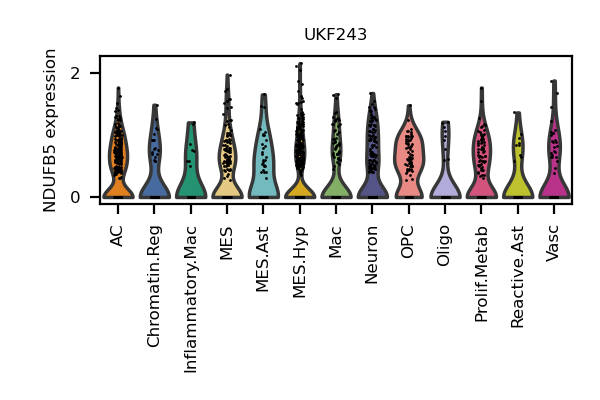 UKF243
NDUFB5 expression
2
0
AC
Chromatin.Reg
Inflammatory.Mac
MES
MES.Ast
MES.Hyp
Mac
Neuron
OPC
Oligo
Prolif.Metab
Reactive.Ast
Vasc